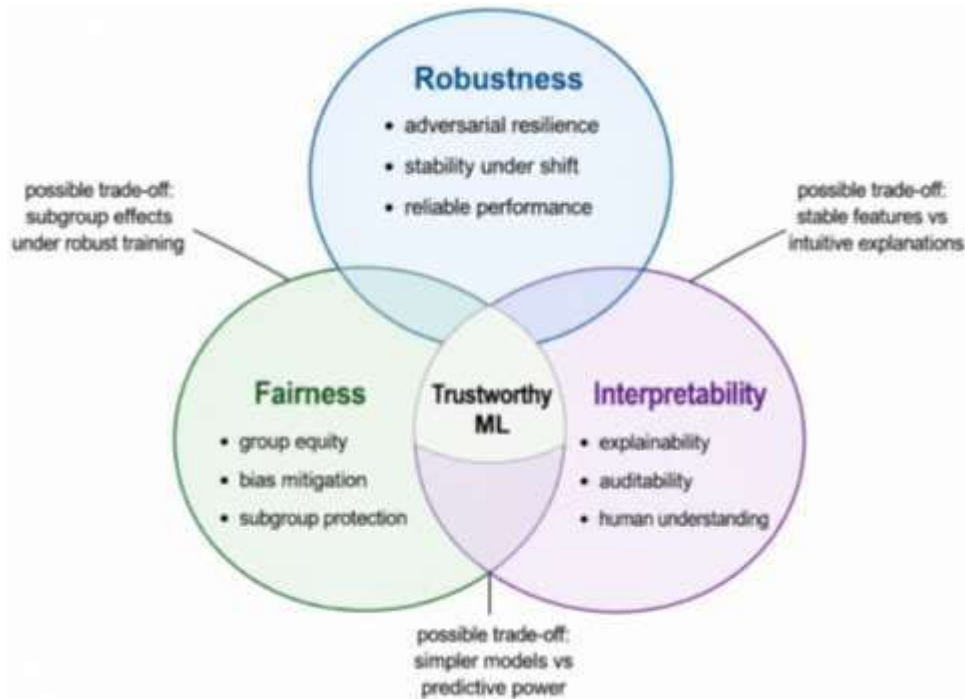 Robustness
• adversarial resilience
• stability under shift
• reliable performance
possible trade-off:
subgroup effects
under robust training
possible trade-off:
stable features vs
intuitive explanations
Fairness
• group equity
• bias mitigation
• subgroup protection
Trustworthy
ML
Interpretability
• explainability
• auditability
• human understanding
possible trade-off:
simpler models vs
predictive power